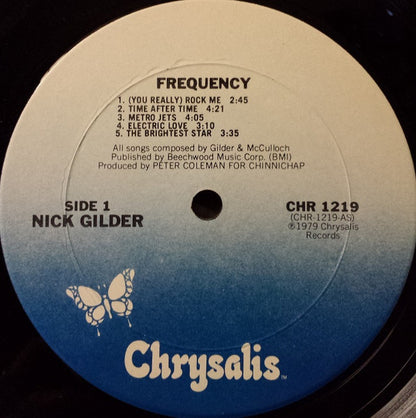 FREQUENCY
1. (YOU REALLY) ROCK ME 2:45
2. TIME AFTER TIME 4:21
3. METRO JETS 4:05
4. ELECTRIC LOVE 3:10
5. THE BRIGHTEST STAR 3:35
All songs composed by Gilder & McCulloch
Published by Beechwood Music Corp. (BMI)
Produced by PETER COLEMAN FOR CHINNICHAP
SIDE 1
NICK GILDER
CHR 1219
(CHR-1219-AS)
℗1979 Chrysalis
Records.
Chrysalis™